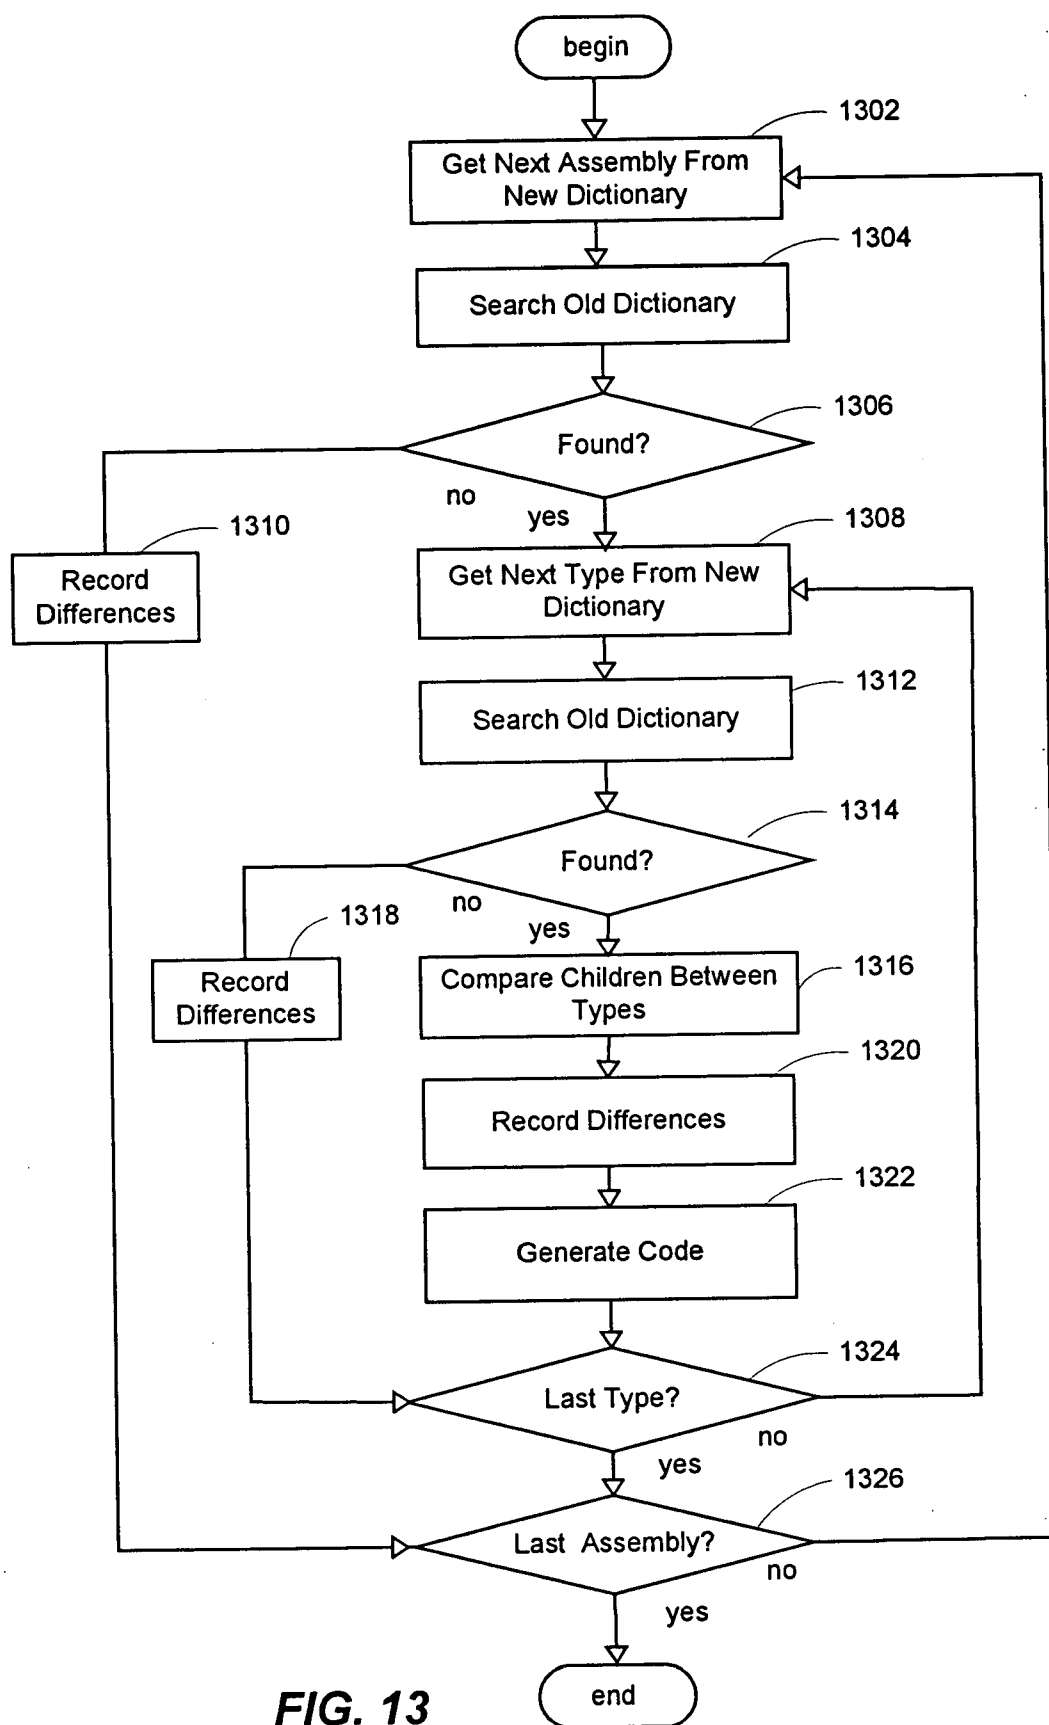 begin
1302
Get Next Assembly From
New Dictionary
1304
Search Old Dictionary
1306
Found?
no
yes
1308
1310
Record
Differences
Get Next Type From New
Dictionary
1312
Search Old Dictionary
1314
Found?
no
yes
1318
Record
Differences
1316
Compare Children Between
Types
1320
Record Differences
1322
Generate Code
1324
Last Type?
no
yes
1326
Last Assembly?
no
yes
end
FIG. 13